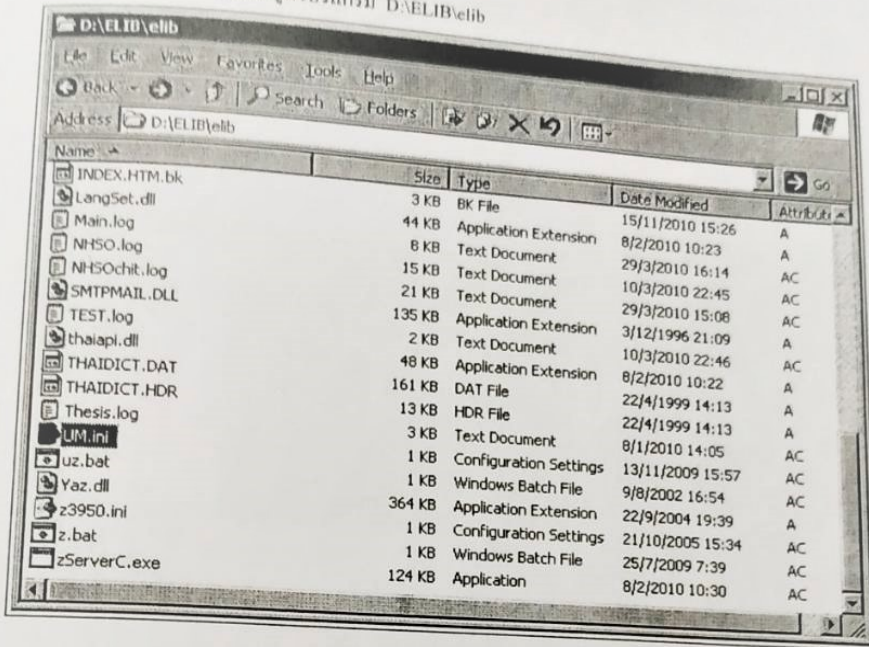 D:\ELIB\elib
D:\ELIB\elib
File Edit View Favorites Tools Help
Back Search Folders
Address D:\ELIB\elib Go
Name Size Type Date Modified Attribute
INDEX.HTM.bk 3 KB BK File 15/11/2010 15:26 A
LangSet.dll 44 KB Application Extension 8/2/2010 10:23 A
Main.log 8 KB Text Document 29/3/2010 16:14 AC
NHSO.log 15 KB Text Document 10/3/2010 22:45 AC
NHSOchit.log 21 KB Text Document 29/3/2010 15:08 AC
SMTPMAIL.DLL 135 KB Application Extension 3/12/1996 21:09 A
TEST.log 2 KB Text Document 10/3/2010 22:46 AC
thaiapi.dll 48 KB Application Extension 8/2/2010 10:22 A
THAIDICT.DAT 161 KB DAT File 22/4/1999 14:13 A
THAIDICT.HDR 13 KB HDR File 22/4/1999 14:13 A
Thesis.log 3 KB Text Document 8/1/2010 14:05 AC
UM.ini 1 KB Configuration Settings 13/11/2009 15:57 AC
uz.bat 1 KB Windows Batch File 9/8/2002 16:54 AC
Yaz.dll 364 KB Application Extension 22/9/2004 19:39 A
z3950.ini 1 KB Configuration Settings 21/10/2005 15:34 AC
z.bat 1 KB Windows Batch File 25/7/2009 7:39 AC
zServerC.exe 124 KB Application 8/2/2010 10:30 AC